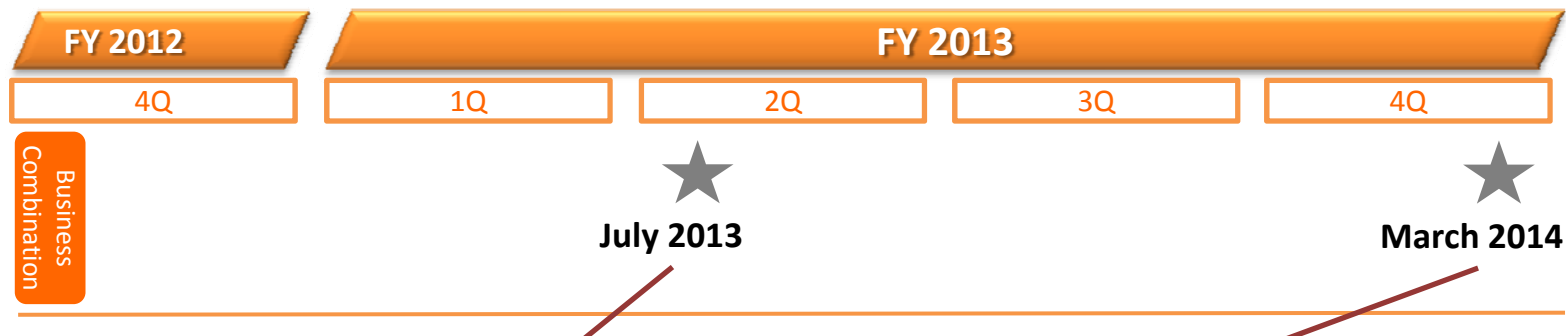 FY 2012
FY 2013
4Q
1Q
2Q
3Q
4Q
Business
Combination
July 2013
March 2014